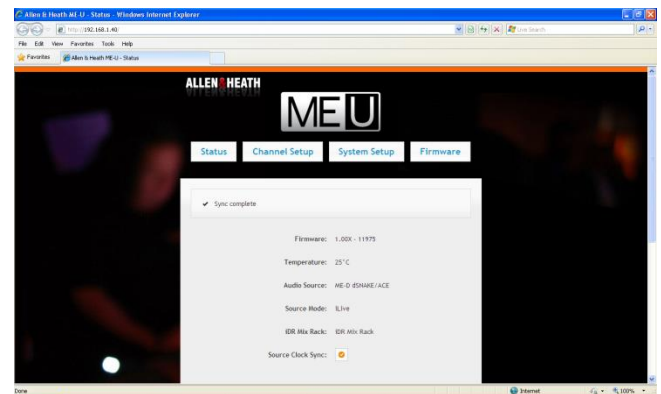 Allen & Heath ME-U - Status - Windows Internet Explorer
http://192.168.1.40/
Live Search
File Edit View Favorites Tools Help
Favorites Allen & Heath ME-U - Status
ALLEN&HEATH
ME U
Status Channel Setup System Setup Firmware
Sync complete
Firmware: 1.00X - 11975
Temperature: 25°C
Audio Source: ME-D dSNAKE/ACE
Source Mode: iLive
iDR Mix Rack: iDR Mix Rack
Source Clock Sync:
Done Internet 100%